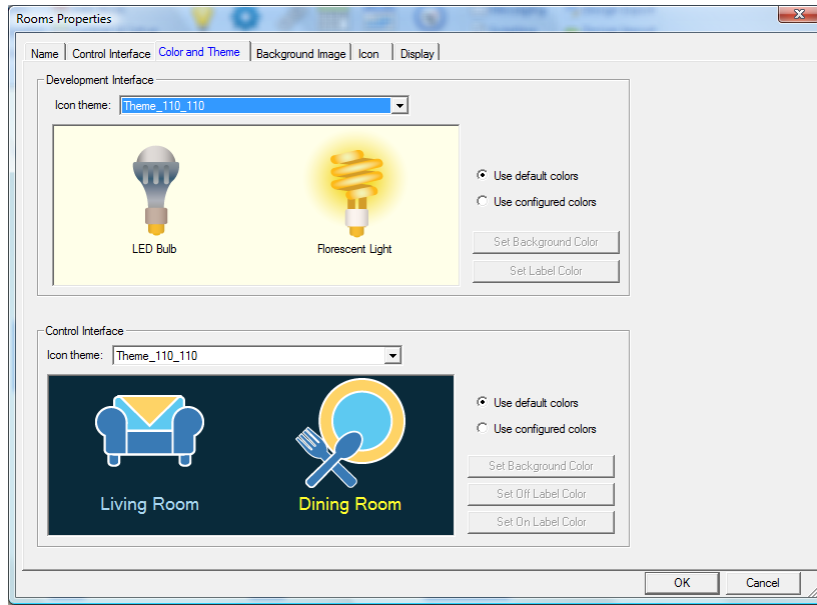 Rooms Properties
Name Control Interface Color and Theme Background Image Icon Display
Development Interface
Icon theme: Theme_110_110
LED Bulb Florescent Light
Use default colors
Use configured colors
Set Background Color
Set Label Color
Control Interface
Icon theme: Theme_110_110
Living Room Dining Room
Use default colors
Use configured colors
Set Background Color
Set Off Label Color
Set On Label Color
OK Cancel